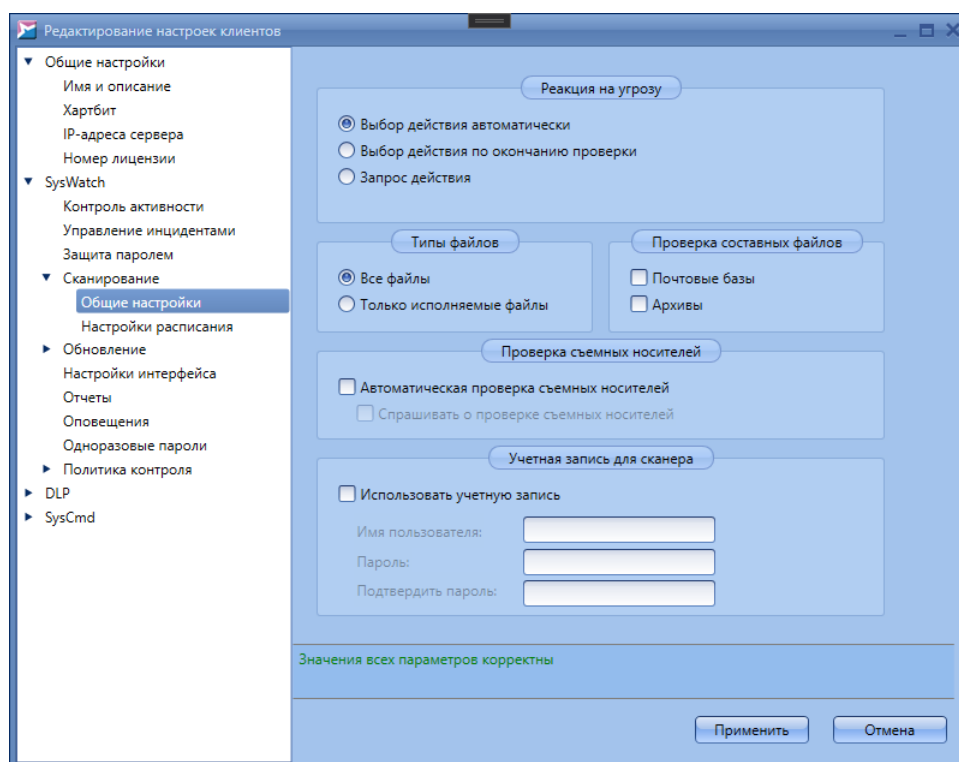 Редактирование настроек клиентов
Общие настройки
Имя и описание
Хартбит
IP-адреса сервера
Номер лицензии
SysWatch
Контроль активности
Управление инцидентами
Защита паролем
Сканирование
Общие настройки
Настройки расписания
Обновление
Настройки интерфейса
Отчеты
Оповещения
Одноразовые пароли
Политика контроля
DLP
SysCmd
Реакция на угрозу
Выбор действия автоматически
Выбор действия по окончанию проверки
Запрос действия
Типы файлов
Все файлы
Только исполняемые файлы
Проверка составных файлов
Почтовые базы
Архивы
Проверка съемных носителей
Автоматическая проверка съемных носителей
Спрашивать о проверке съемных носителей
Учетная запись для сканера
Использовать учетную запись
Имя пользователя:
Пароль:
Подтвердить пароль:
Значения всех параметров корректны
Применить
Отмена